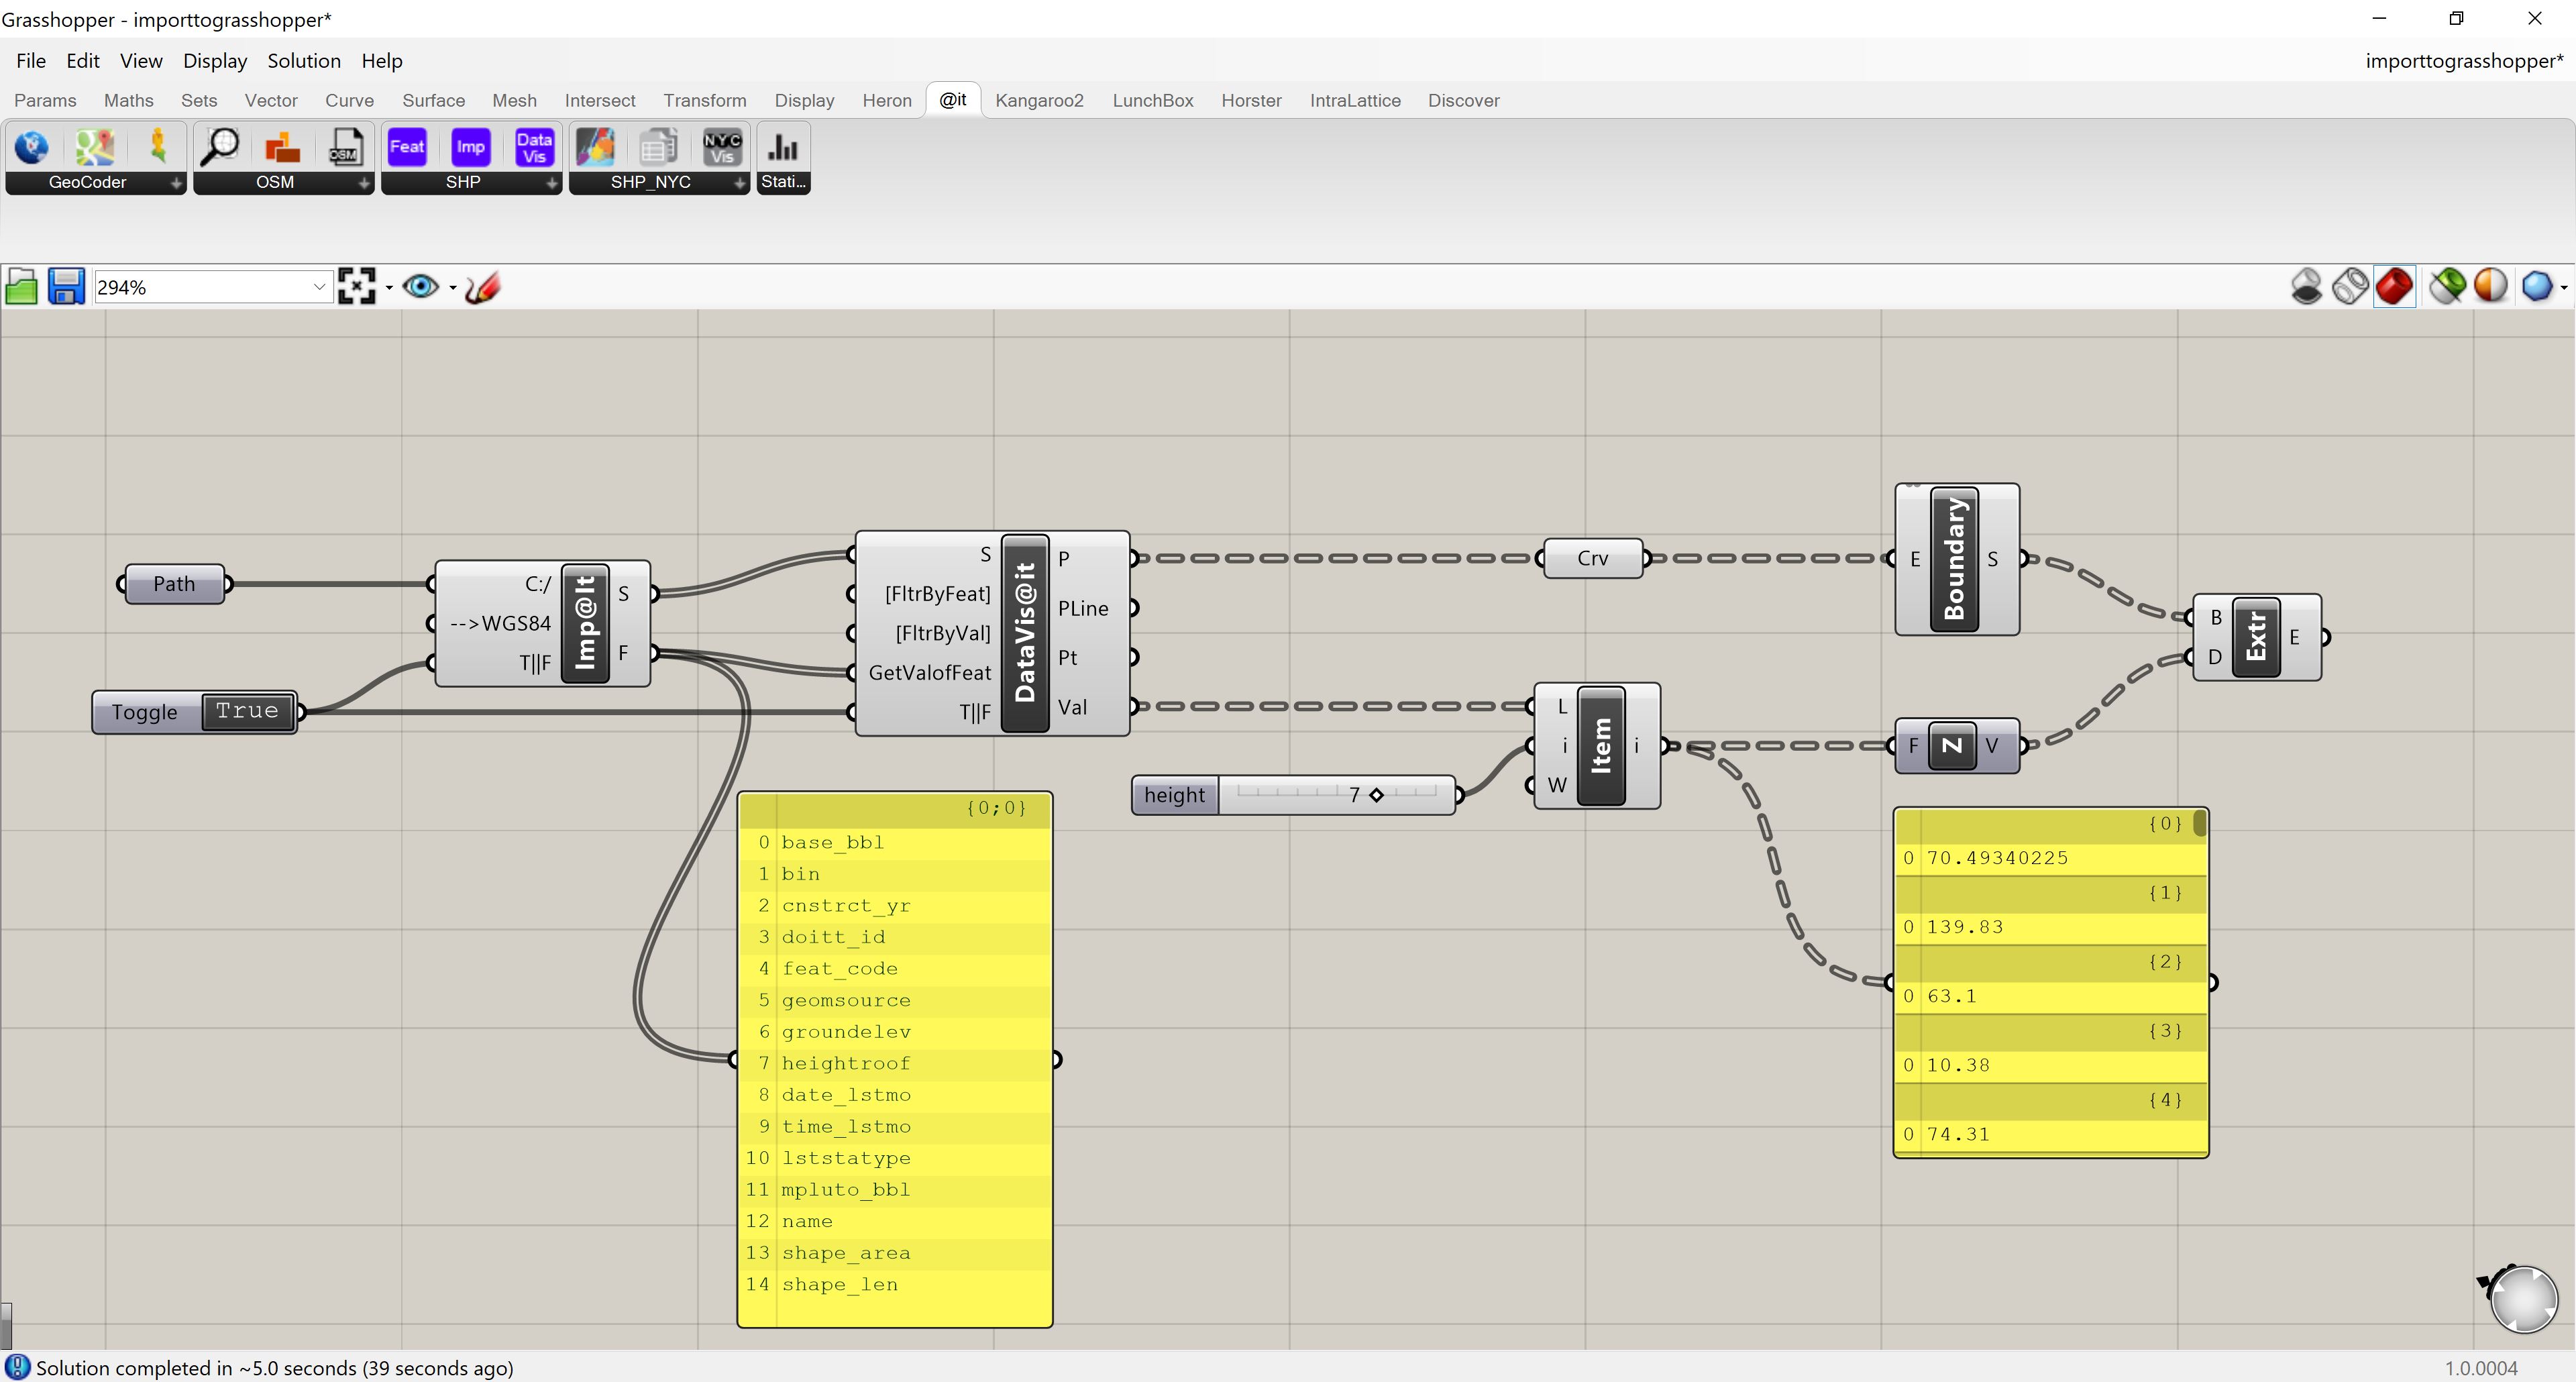 Grasshopper - importtograsshopper*
File Edit View Display Solution Help importtograsshopper*
Params Maths Sets Vector Curve Surface Mesh Intersect Transform Display Heron @it Kangaroo2 LunchBox Horster IntraLattice Discover
OSM Feat Imp Data Vis NYC Vis
GeoCoder OSM SHP SHP_NYC Stati...
294%
Path
Toggle True
C:/
-->WGS84
T||F
Imp@It
S
F
S
[FltrByFeat]
[FltrByVal]
GetValofFeat
T||F
DataVis@it
P
PLine
Pt
Val
Crv
E Boundary S
B
D
Extr
E
L
i
W
Item
i
height 7
F Z V
{0;0}
0 base_bbl
1 bin
2 cnstrct_yr
3 doitt_id
4 feat_code
5 geomsource
6 groundelev
7 heightroof
8 date_lstmo
9 time_lstmo
10 lststatype
11 mpluto_bbl
12 name
13 shape_area
14 shape_len
{0}
0 70.49340225
{1}
0 139.83
{2}
0 63.1
{3}
0 10.38
{4}
0 74.31
Solution completed in ~5.0 seconds (39 seconds ago)
1.0.0004